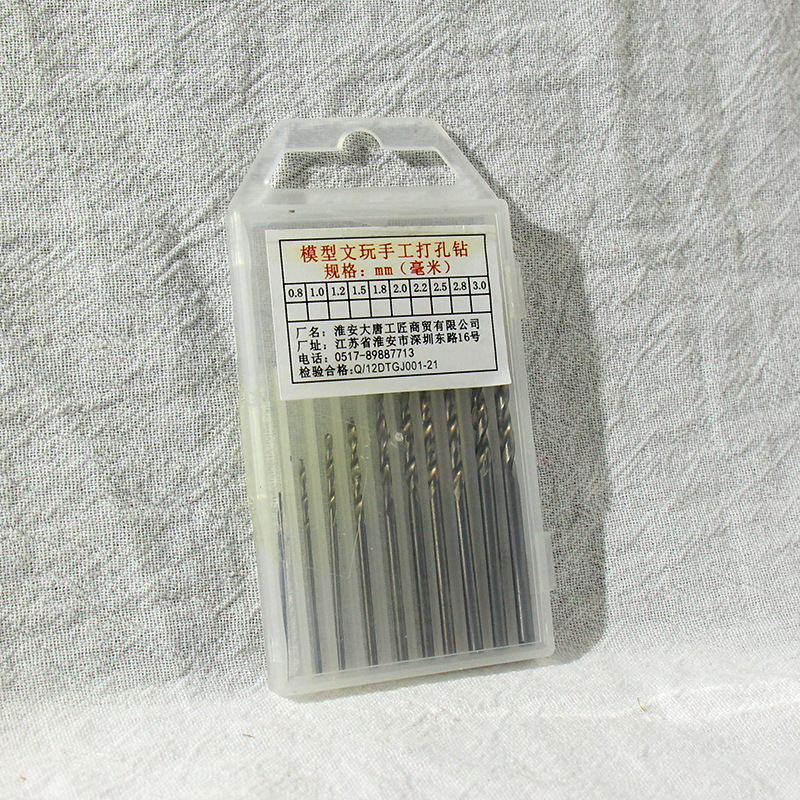 模型文玩手工打孔钻
规格：mm（毫米）
0.8 1.0 1.2 1.5 1.8 2.0 2.2 2.5 2.8 3.0
厂名：淮安大唐工匠商贸有限公司
厂址：江苏省淮安市深圳东路16号
电话：0517-89887713
检验合格:Q/12DTGJ001-21